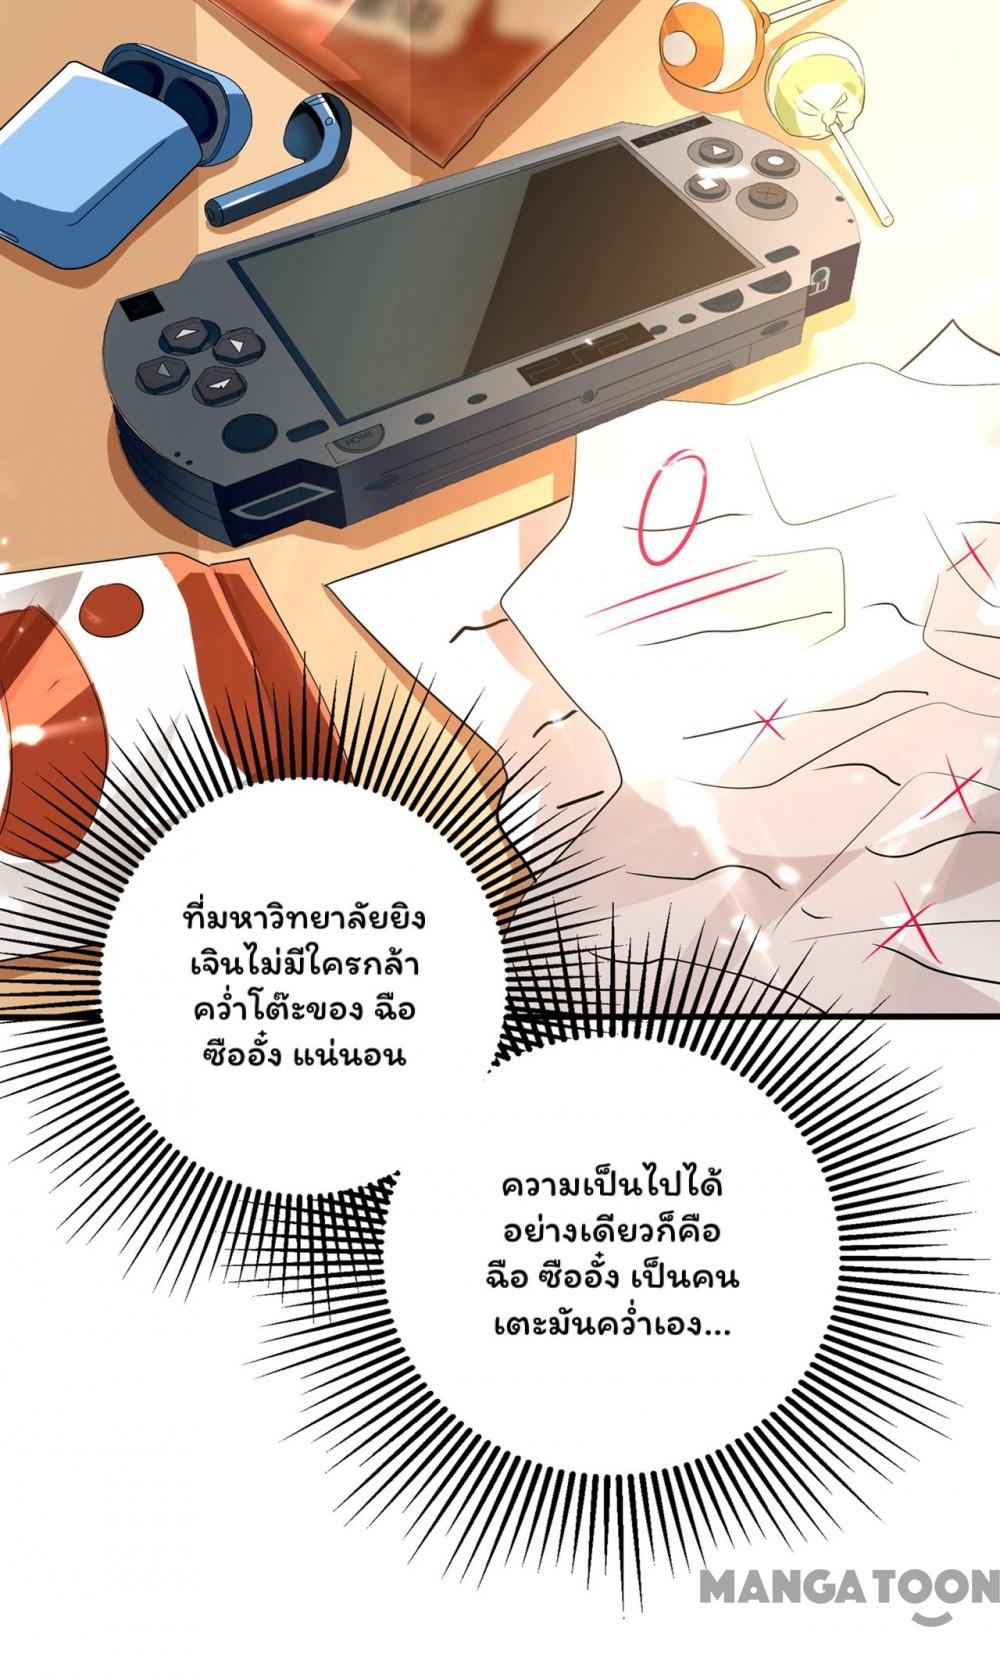 SONY
PSP
HOME
ที่มหาวิทยาลัยยิง
เจินไม่มีใครกล้า
คว่ำโต๊ะของ ฉือ
ซืออั๋ง แน่นอน
ความเป็นไปได้
อย่างเดียวก็คือ
ฉือ ซืออั๋ง เป็นคน
เตะมันคว่ำเอง...
MANGATOON